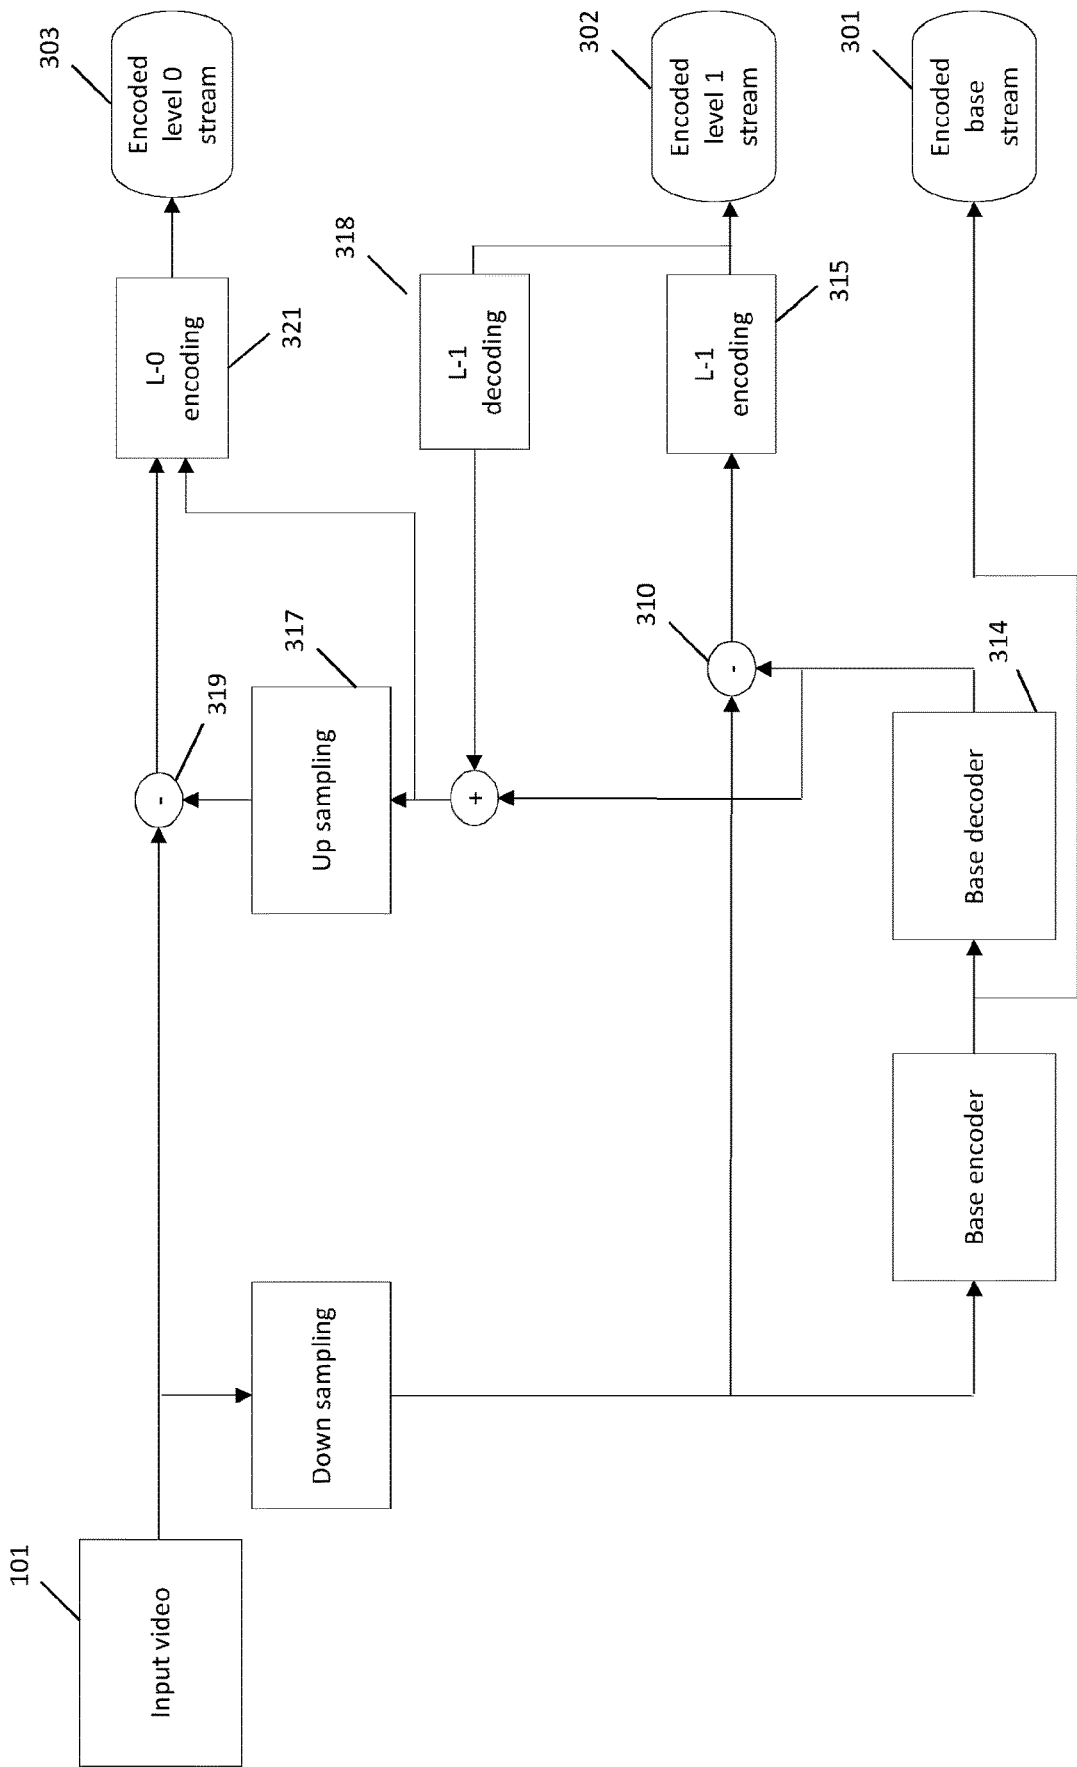 101
Input video
Down sampling
Base encoder
Base decoder
314
Up sampling
317
319
-
+
-
310
L-0
encoding
321
L-1
decoding
318
L-1
encoding
315
Encoded
level 0
stream
303
Encoded
level 1
stream
302
Encoded
base
stream
301